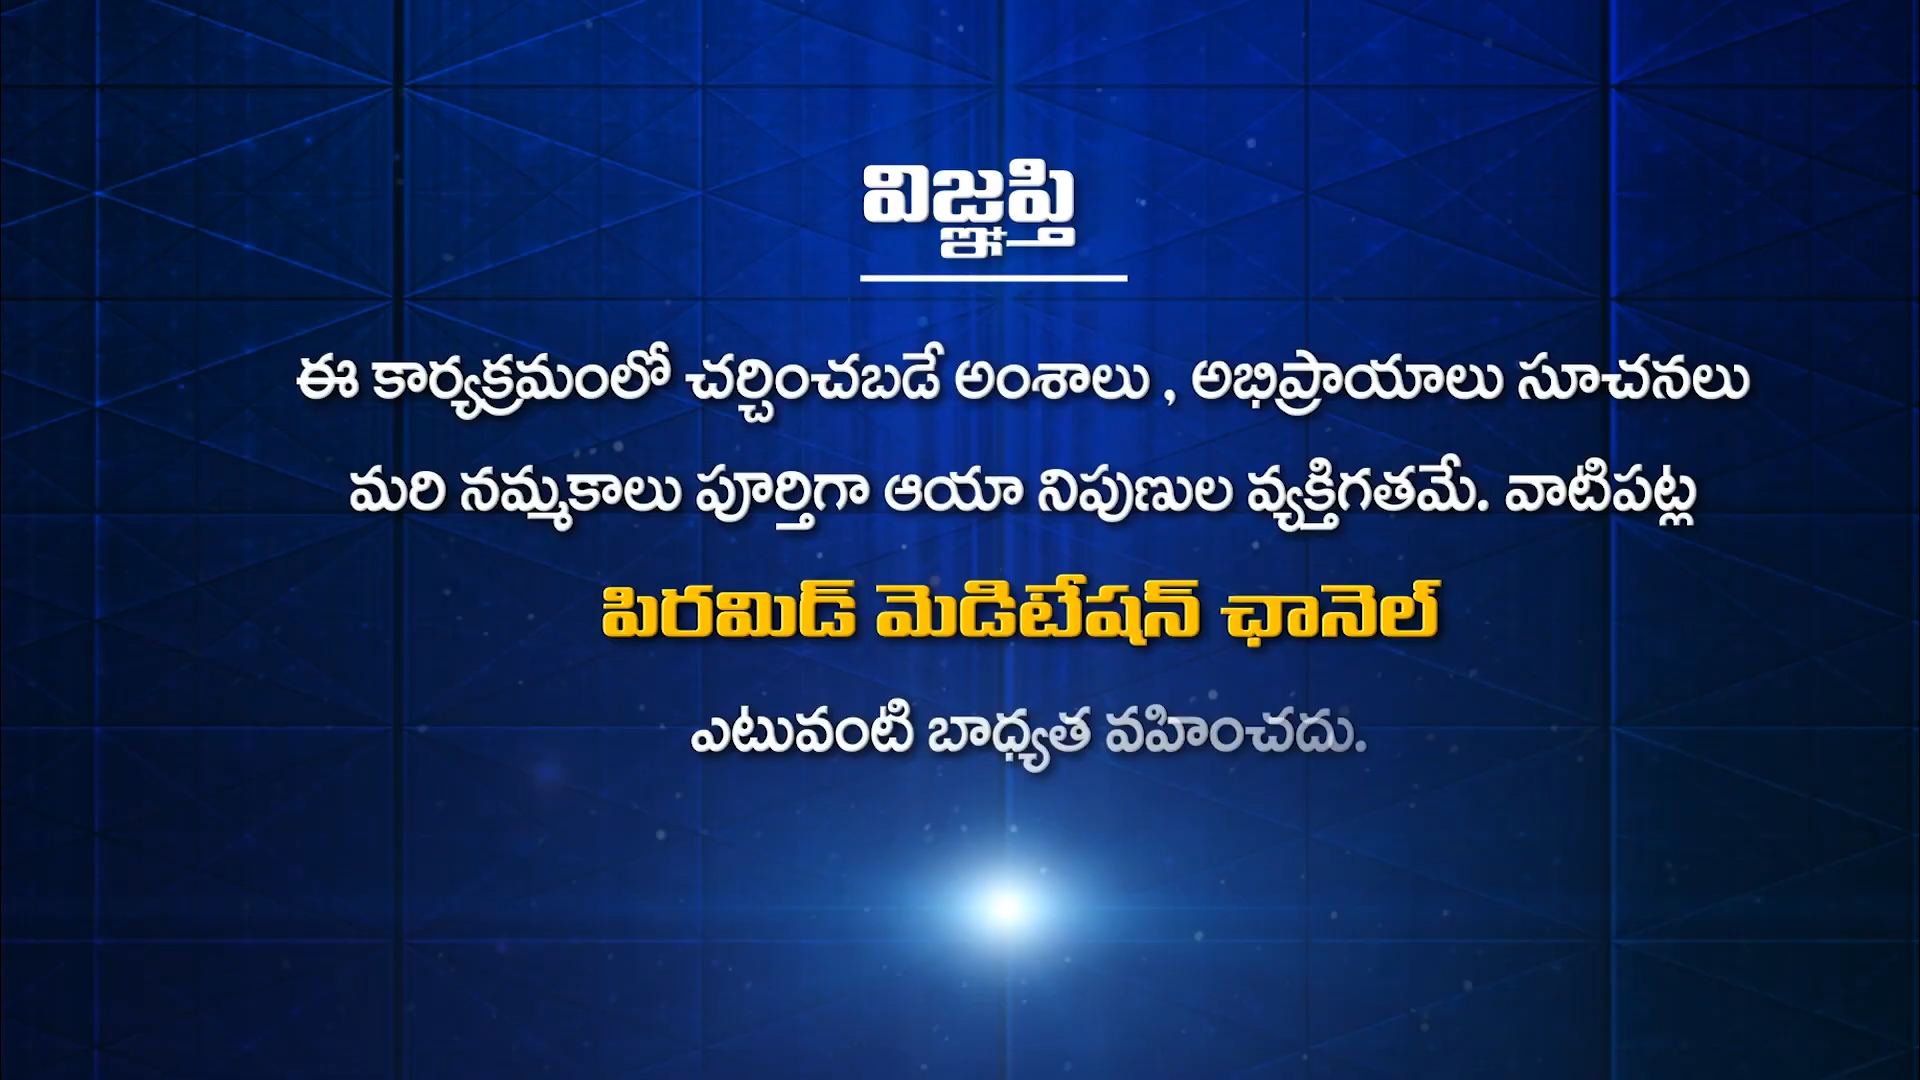 విజ్ఞప్తి
ఈ కార్యక్రమంలో చర్చించబడే అంశాలు , అభిప్రాయాలు సూచనలు
మరి నమ్మకాలు పూర్తిగా ఆయా నిపుణుల వ్యక్తిగతమే. వాటిపట్ల
పిరమిడ్ మెడిటేషన్ ఛానెల్
ఎటువంటి బాధ్యత వహించదు.